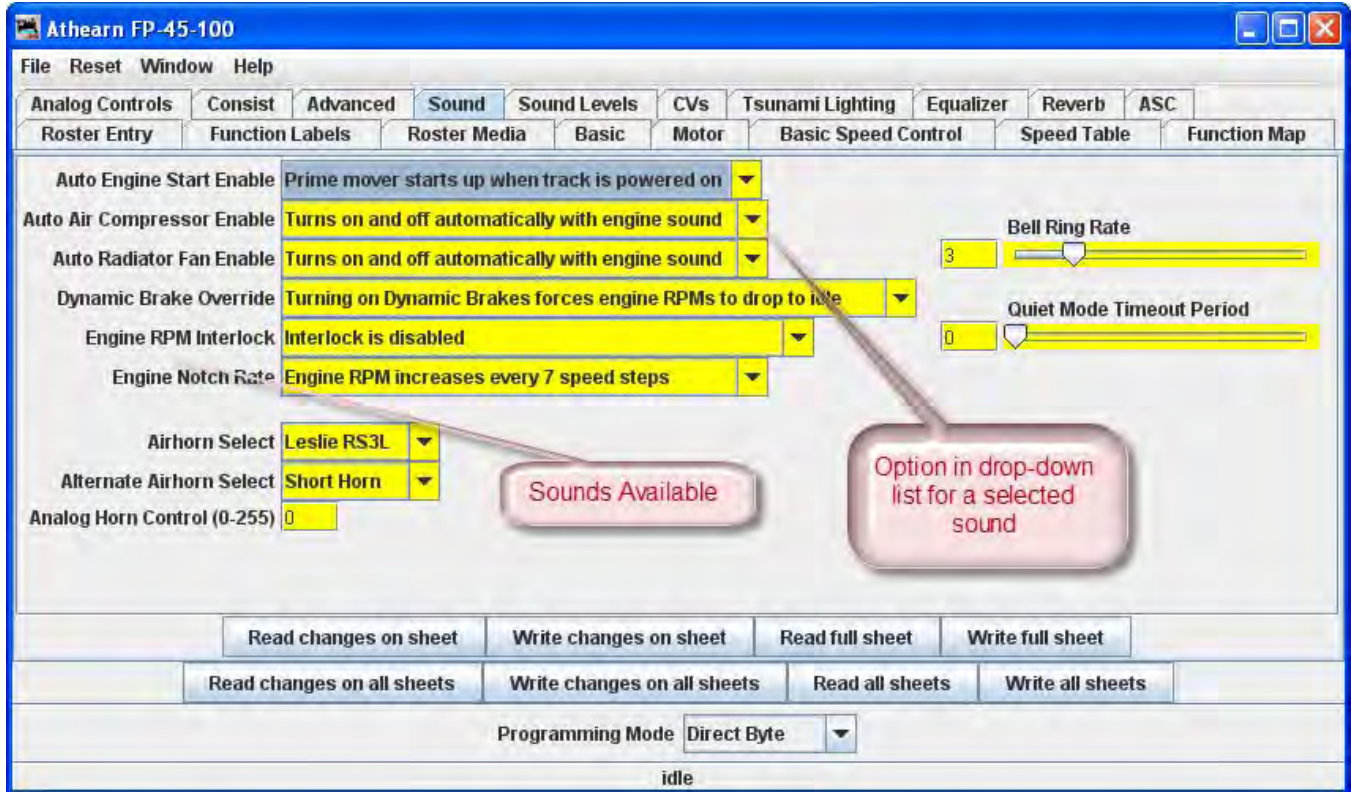 Athearn FP-45-100
File Reset Window Help
Analog Controls Consist Advanced Sound Sound Levels CVs Tsunami Lighting Equalizer Reverb ASC
Roster Entry Function Labels Roster Media Basic Motor Basic Speed Control Speed Table Function Map
Auto Engine Start Enable Prime mover starts up when track is powered on
Auto Air Compressor Enable Turns on and off automatically with engine sound
Auto Radiator Fan Enable Turns on and off automatically with engine sound
Dynamic Brake Override Turning on Dynamic Brakes forces engine RPMs to drop to idle
Engine RPM Interlock Interlock is disabled
Engine Notch Rate Engine RPM increases every 7 speed steps
Bell Ring Rate
3
Quiet Mode Timeout Period
0
Airhorn Select Leslie RS3L
Alternate Airhorn Select Short Horn
Analog Horn Control (0-255) 0
Sounds Available
Option in drop-down
list for a selected
sound
Read changes on sheet Write changes on sheet Read full sheet Write full sheet
Read changes on all sheets Write changes on all sheets Read all sheets Write all sheets
Programming Mode Direct Byte
idle